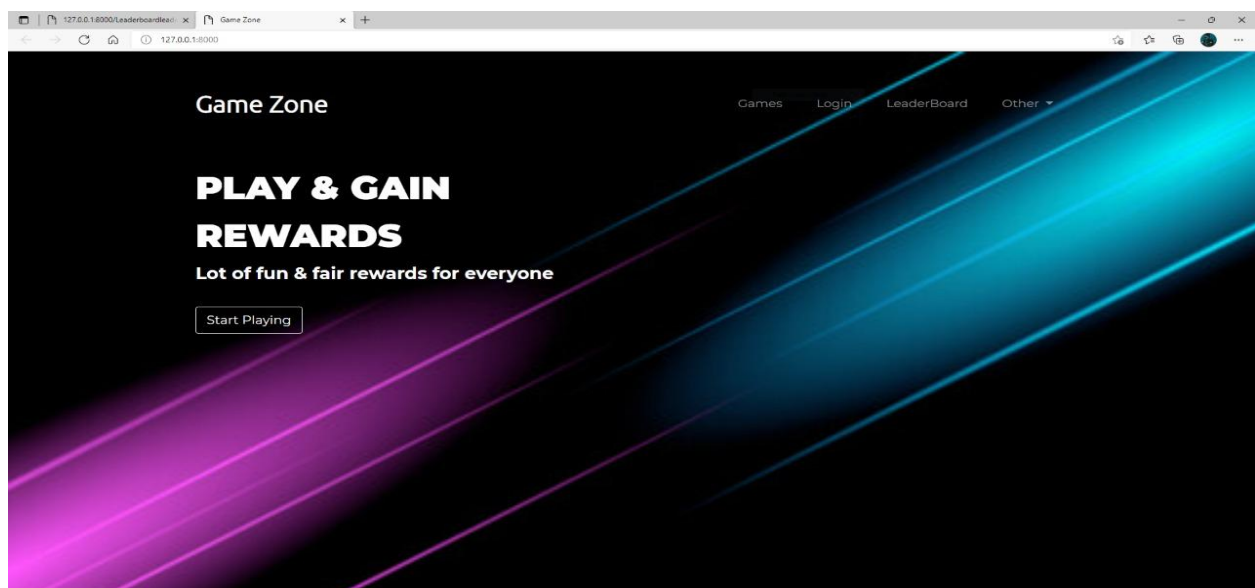 127.0.0.1:8000/Leaderboardlead
Game Zone
127.0.0.1:8000
Game Zone
Games Login LeaderBoard Other
PLAY & GAIN
REWARDS
Lot of fun & fair rewards for everyone
Start Playing